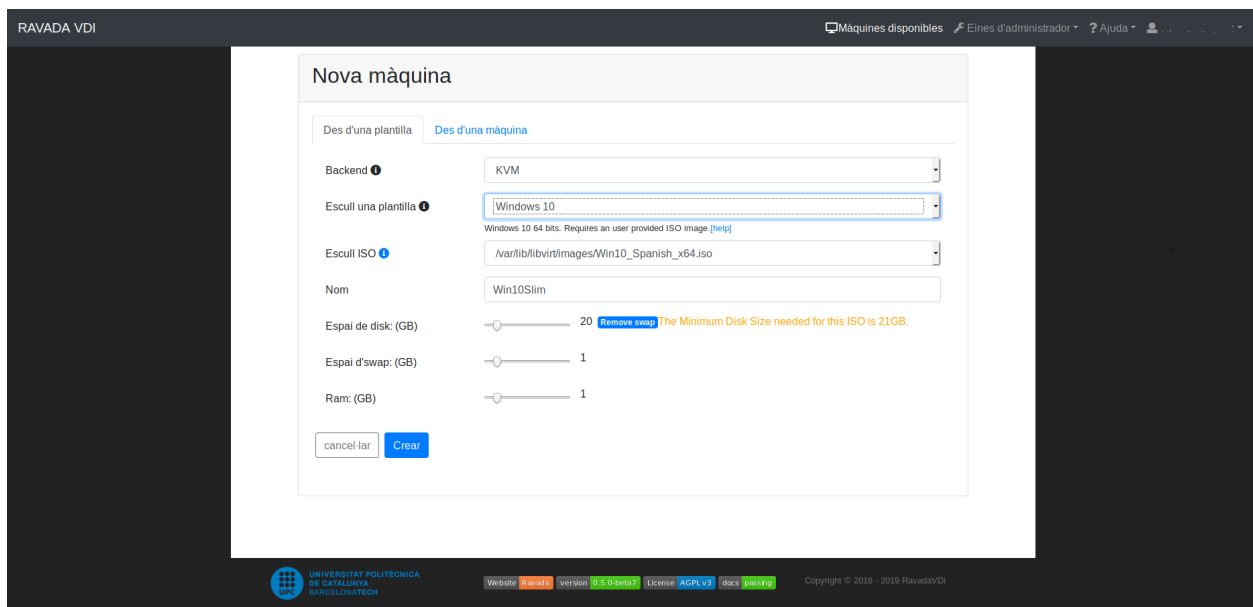 RAVADA VDI
Màquines disponibles Eines d'administrador ? Ajuda
Nova màquina
Des d'una plantilla Des d'una màquina
Backend KVM
Escull una plantilla Windows 10
Windows 10 64 bits. Requires an user provided ISO image.[help]
Escull ISO /var/lib/libvirt/images/Win10_Spanish_x64.iso
Nom Win10Slim
Espai de disk: (GB) 20 Remove swap The Minimum Disk Size needed for this ISO is 21GB.
Espai d'swap: (GB) 1
Ram: (GB) 1
cancel·lar Crear
UNIVERSITAT POLITÈCNICA
DE CATALUNYA
BARCELONATECH
UPC
Website Ravada version 0.5.0-beta7 License AGPL v3 docs passing
Copyright © 2016 - 2019 RavadaVDI